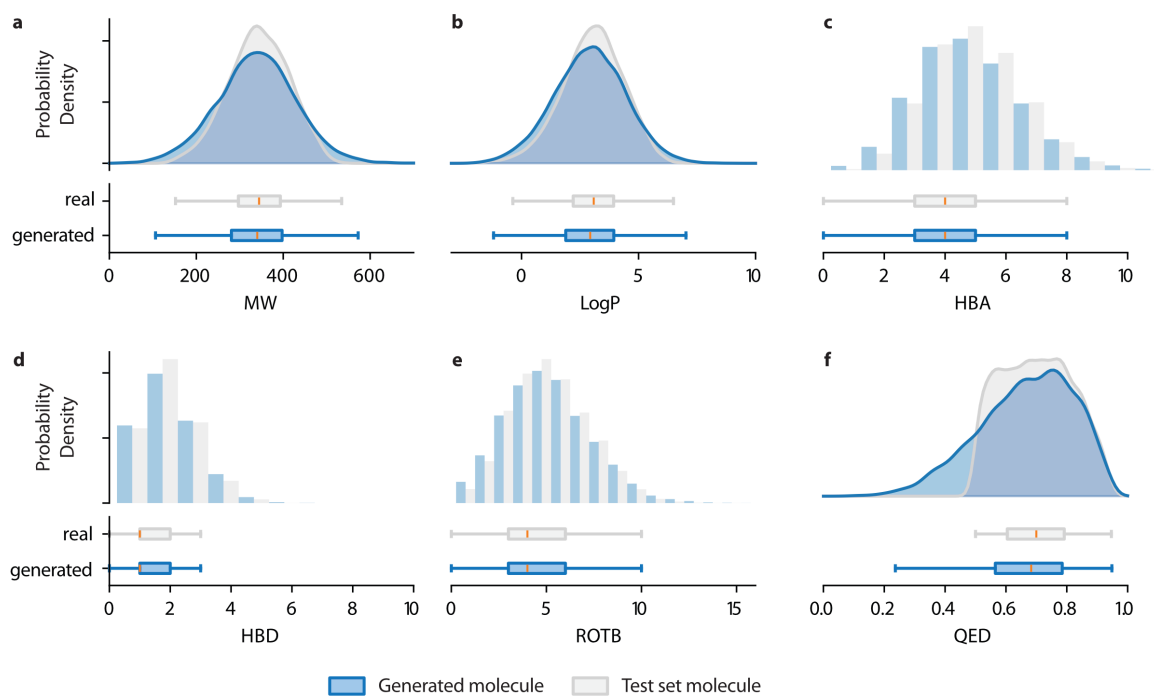 a
b
c
Probability
Density
real
generated
0 200 400 600
0 5 10
0 2 4 6 8 10
MW
LogP
HBA
d
e
f
Probability
Density
real
generated
0 2 4 6 8 10
0 5 10 15
0.0 0.2 0.4 0.6 0.8 1.0
HBD
ROTB
QED
Generated molecule
Test set molecule